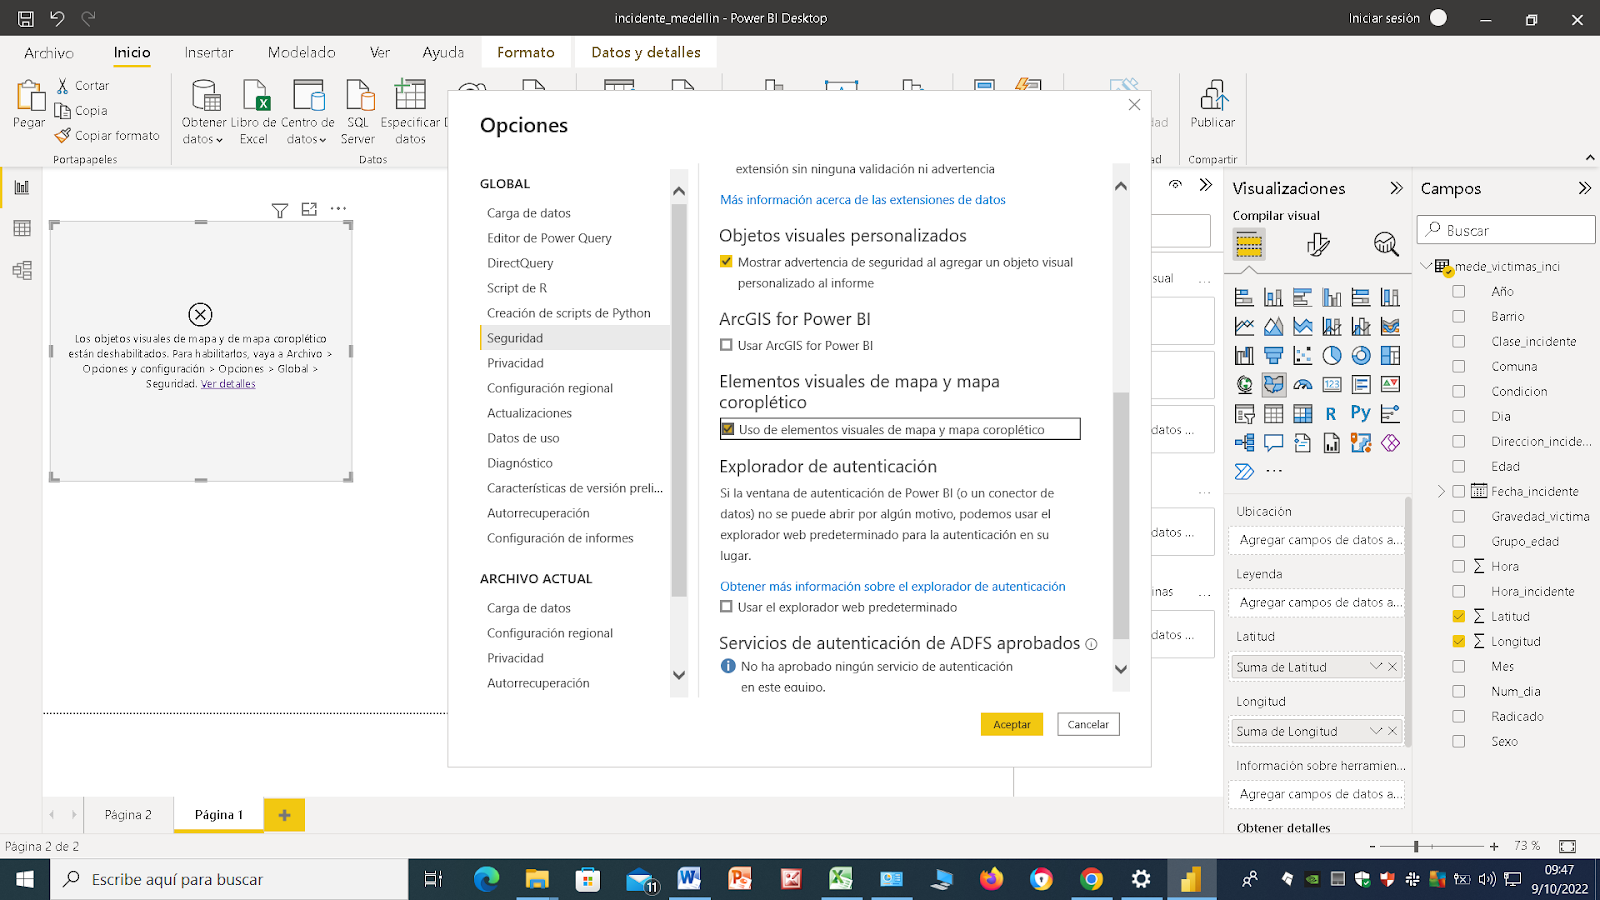 incidente_medellin - Power BI Desktop
Iniciar sesión
Archivo
Inicio
Insertar
Modelado
Ver
Ayuda
Formato
Datos y detalles
Pegar
Cortar
Copia
Copiar formato
Portapapeles
Obtener datos
Libro de Excel
Centro de datos
SQL Server
Especificar datos
Datos
Publicar
Compartir
Los objetos visuales de mapa y de mapa coroplético
están deshabilitados. Para habilitarlos, vaya a Archivo >
Opciones y configuración > Opciones > Global >
Seguridad. Ver detalles
Opciones
GLOBAL
Carga de datos
Editor de Power Query
DirectQuery
Script de R
Creación de scripts de Python
Seguridad
Privacidad
Configuración regional
Actualizaciones
Datos de uso
Diagnóstico
Características de versión preli...
Autorrecuperación
Configuración de informes
ARCHIVO ACTUAL
Carga de datos
Configuración regional
Privacidad
Autorrecuperación
extensión sin ninguna validación ni advertencia
Más información acerca de las extensiones de datos
Objetos visuales personalizados
Mostrar advertencia de seguridad al agregar un objeto visual
personalizado al informe
ArcGIS for Power BI
Usar ArcGIS for Power BI
Elementos visuales de mapa y mapa
coroplético
Uso de elementos visuales de mapa y mapa coroplético
Explorador de autenticación
Si la ventana de autenticación de Power BI (o un conector de
datos) no se puede abrir por algún motivo, podemos usar el
explorador web predeterminado para la autenticación en su
lugar.
Obtener más información sobre el explorador de autenticación
Usar el explorador web predeterminado
Servicios de autenticación de ADFS aprobados
No ha aprobado ningún servicio de autenticación
en este equipo.
Aceptar
Cancelar
datos ...
datos ...
datos ...
Visualizaciones
Compilar visual
R
Py
123
Ubicación
Agregar campos de datos a...
Leyenda
Agregar campos de datos a...
Latitud
Suma de Latitud
Longitud
Suma de Longitud
Información sobre herramien...
Agregar campos de datos a...
Obtener detalles
Campos
Buscar
mede_victimas_inci
Año
Barrio
Clase_incidente
Comuna
Condicion
Dia
Direccion_incide...
Edad
Fecha_incidente
Gravedad_victima
Grupo_edad
Hora
Hora_incidente
Latitud
Longitud
Mes
Num_dia
Radicado
Sexo
Página 2
Página 1
Página 2 de 2
73 %
Escribe aquí para buscar
11
09:47
9/10/2022